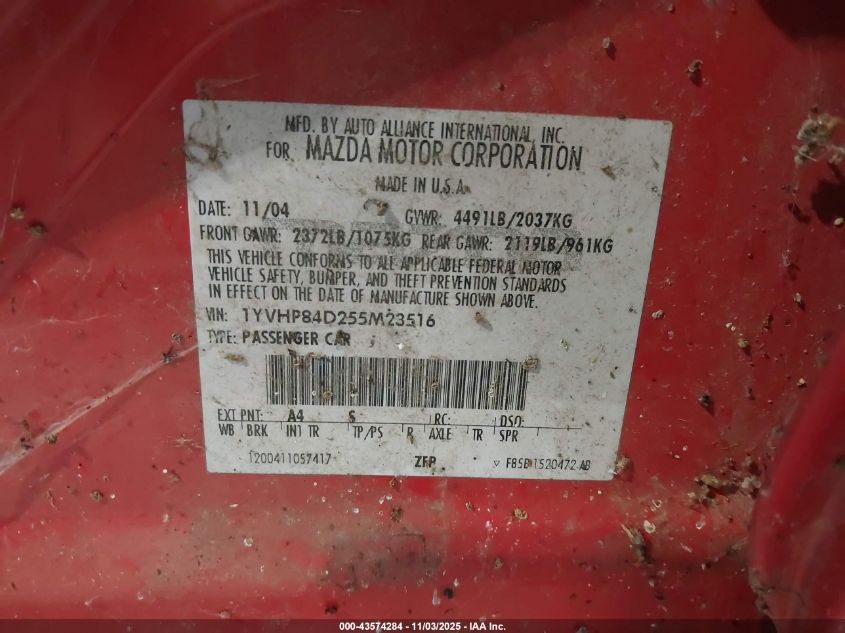 MFD. BY AUTO ALLIANCE INTERNATIONAL, INC.
FOR MAZDA MOTOR CORPORATION
MADE IN U.S.A.
DATE: 11/04 GVWR: 4491LB/2037KG
FRONT GAWR: 2372LB/1075KG REAR GAWR: 2119LB/961KG
THIS VEHICLE CONFORMS TO ALL APPLICABLE FEDERAL MOTOR
VEHICLE SAFETY, BUMPER, AND THEFT PREVENTION STANDARDS
IN EFFECT ON THE DATE OF MANUFACTURE SHOWN ABOVE.
VIN: 1YVHP84D255M23516
TYPE: PASSENGER CAR
EXT PNT: A4 S RC: DSO:
WB BRK INT TR TP/PS R AXLE TR SPR
1200411057417 ZFP F85B 1520472 AB
000-43574284 - 11/03/2025 - IAA Inc.